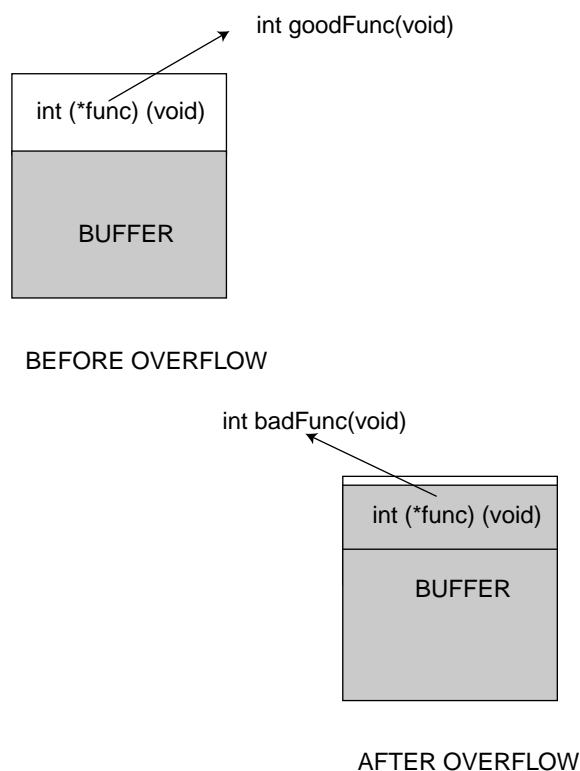 int goodFunc(void)
int (*func) (void)
BUFFER
BEFORE OVERFLOW
int badFunc(void)
int (*func) (void)
BUFFER
AFTER OVERFLOW